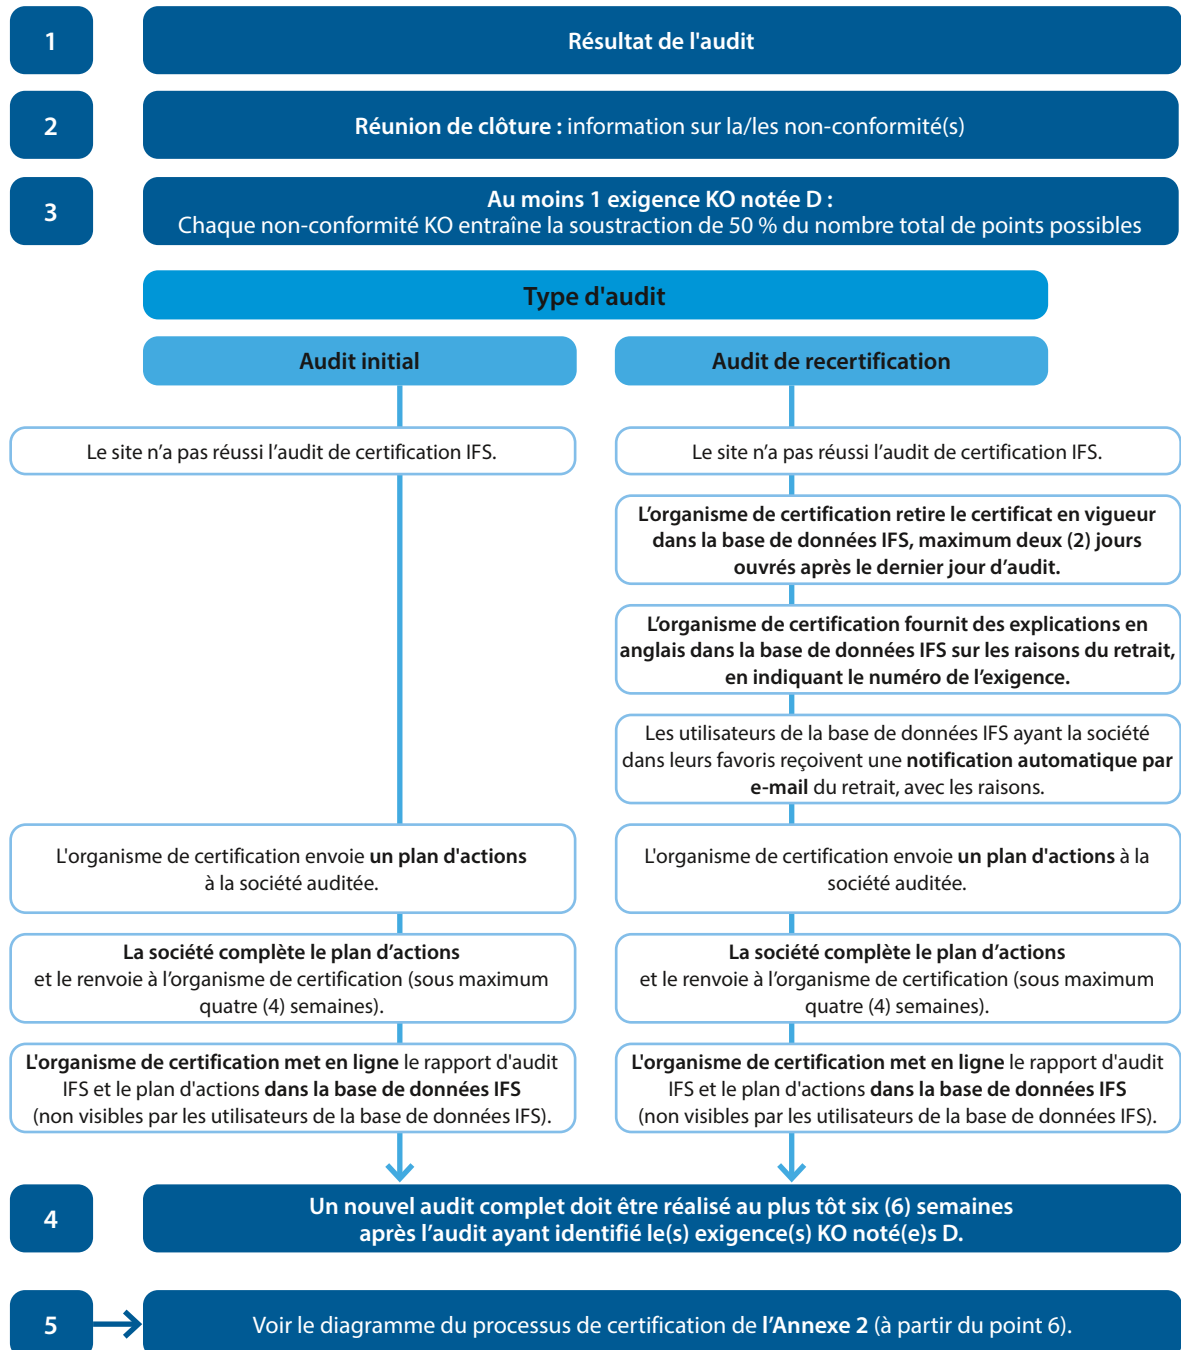 1
Résultat de l'audit
2
Réunion de clôture : information sur la/les non-conformité(s)
3
Au moins 1 exigence KO notée D :
Chaque non-conformité KO entraîne la soustraction de 50 % du nombre total de points possibles
Type d'audit
Audit initial
Le site n’a pas réussi l’audit de certification IFS.
L'organisme de certification envoie un plan d'actions
à la société auditée.
La société complète le plan d’actions
et le renvoie à l’organisme de certification (sous maximum
quatre (4) semaines).
L'organisme de certification met en ligne le rapport d'audit
IFS et le plan d'actions dans la base de données IFS
(non visibles par les utilisateurs de la base de données IFS).
Audit de recertification
Le site n’a pas réussi l’audit de certification IFS.
L’organisme de certification retire le certificat en vigueur
dans la base de données IFS, maximum deux (2) jours
ouvrés après le dernier jour d’audit.
L’organisme de certification fournit des explications en
anglais dans la base de données IFS sur les raisons du retrait,
en indiquant le numéro de l’exigence.
Les utilisateurs de la base de données IFS ayant la société
dans leurs favoris reçoivent une notification automatique par
e-mail du retrait, avec les raisons.
L'organisme de certification envoie un plan d'actions à la
société auditée.
La société complète le plan d’actions
et le renvoie à l’organisme de certification (sous maximum
quatre (4) semaines).
L'organisme de certification met en ligne le rapport d'audit
IFS et le plan d'actions dans la base de données IFS
(non visibles par les utilisateurs de la base de données IFS).
4
Un nouvel audit complet doit être réalisé au plus tôt six (6) semaines
après l’audit ayant identifié le(s) exigence(s) KO noté(e)s D.
5
Voir le diagramme du processus de certification de l’Annexe 2 (à partir du point 6).